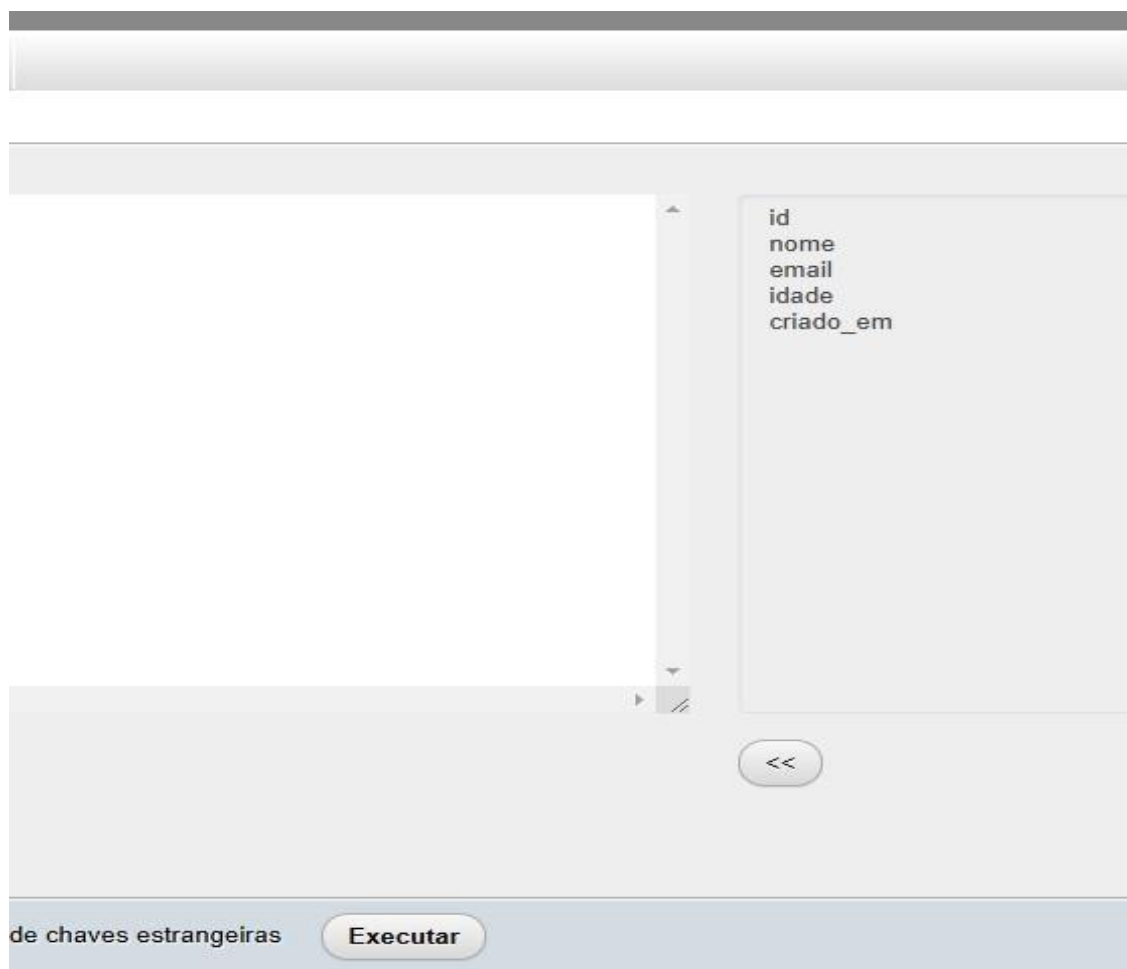 id
nome
email
idade
criado_em
<<
de chaves estrangeiras
Executar